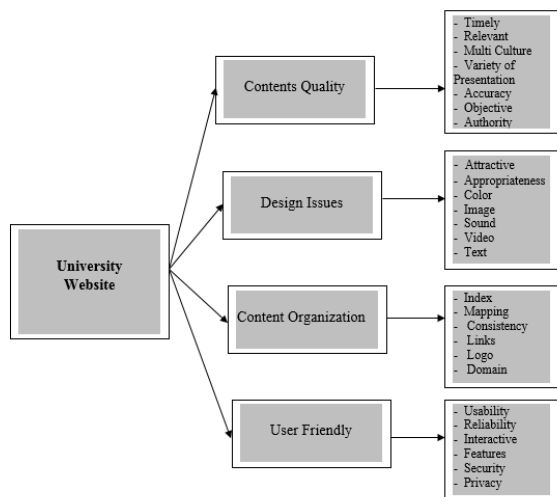 University
Website
Contents Quality
- Timely
- Relevant
- Multi Culture
- Variety of
Presentation
- Accuracy
- Objective
- Authority
Design Issues
- Attractive
- Appropriateness
- Color
- Image
- Sound
- Video
- Text
Content Organization
- Index
- Mapping
- Consistency
- Links
- Logo
- Domain
User Friendly
- Usability
- Reliability
- Interactive
- Features
- Security
- Privacy